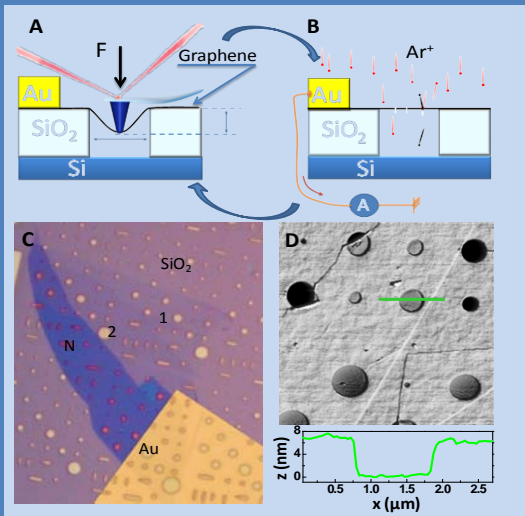 A
F
Graphene
Au
SiO₂
Si
B
Ar⁺
Au
SiO₂
Si
A
C
SiO₂
1
2
N
Au
D
8
4
0
z (nm)
0.5 1.0 1.5 2.0 2.5
x (μm)